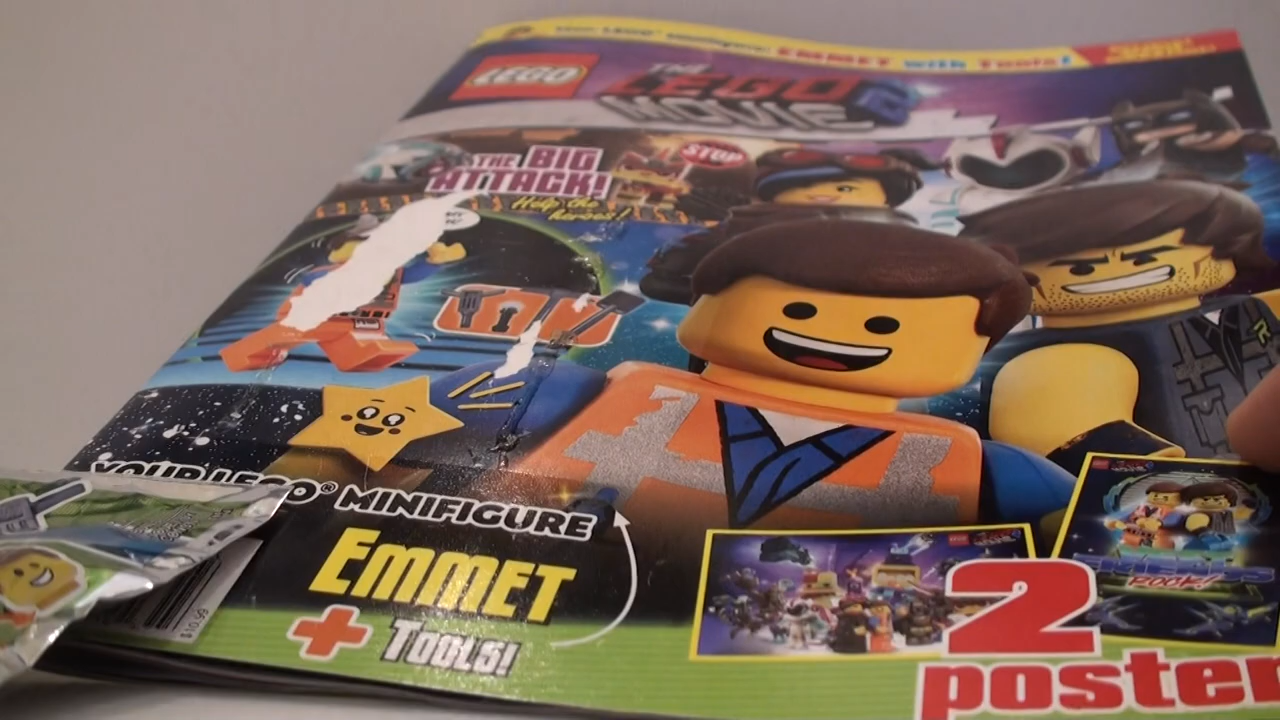 EMMET with Tools!
LEGO
THE
LEGO
MOVIE 2
THE BIG
ATTACK!
Help the
heroes!
STOP
YOUR LEGO® MINIFIGURE
EMMET
+ TOOLS!
ROCK!
2
poster